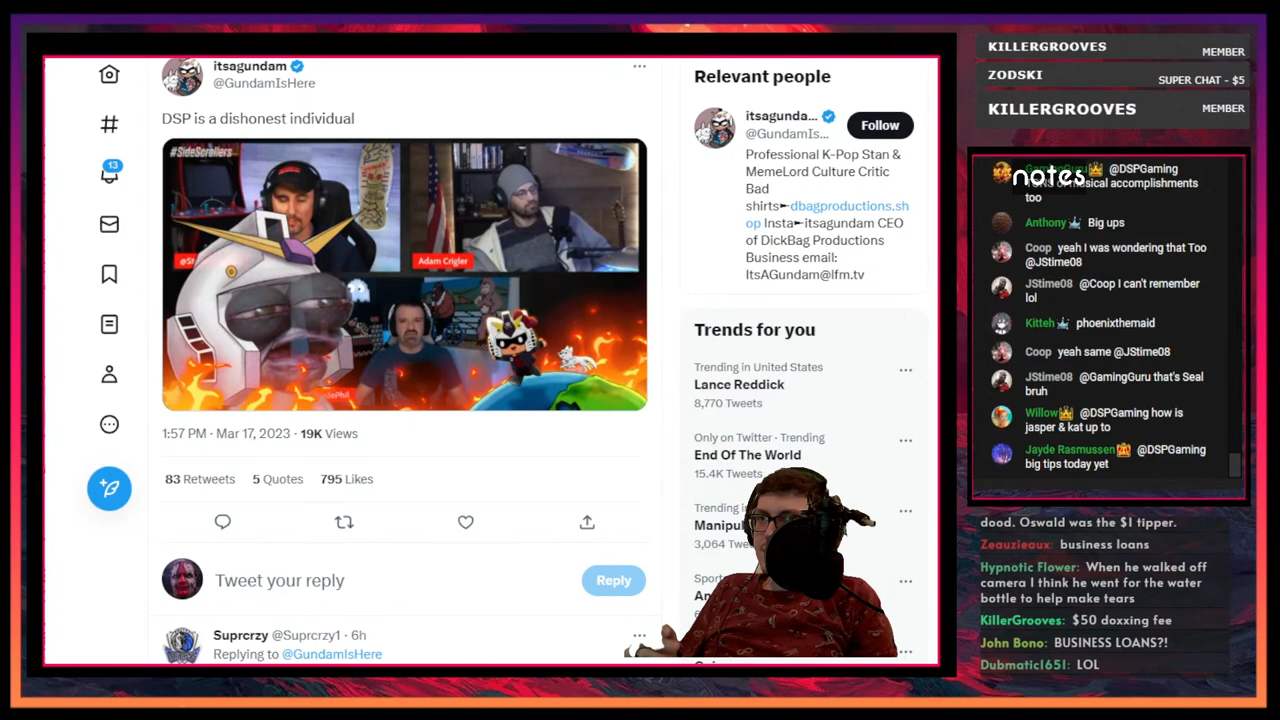 itsagundam
@GundamIsHere
DSP is a dishonest individual
#SideScrollers
Adam Crigler
1:57 PM · Mar 17, 2023 · 19K Views
83 Retweets 5 Quotes 795 Likes
Tweet your reply
Reply
Suprcrzy @Suprcrzy1 · 6h
Replying to @GundamIsHere
13
Relevant people
itsagunda...
@GundamIs...
Follow
Professional K-Pop Stan &
MemeLord Culture Critic
Bad
shirts➛dbagproductions.sh
op Insta➛itsagundam CEO
of DickBag Productions
Business email:
ItsAGundam@lfm.tv
Trends for you
Trending in United States
Lance Reddick
8,770 Tweets
Only on Twitter · Trending
End Of The World
15.4K Tweets
Trending
Manipul
3,064 Twee
Sports
An
KILLERGROOVES MEMBER
ZODSKI SUPER CHAT - $5
KILLERGROOVES MEMBER
notes
GamingGuru @DSPGaming
musical accomplishments
too
Anthony Big ups
Coop yeah I was wondering that Too
@JStime08
JStime08 @Coop I can't remember
lol
Kitteh phoenixthemaid
Coop yeah same @JStime08
JStime08 @GamingGuru that's Seal
bruh
Willow @DSPGaming how is
jasper & kat up to
Jayde Rasmussen @DSPGaming
big tips today yet
dood. Oswald was the $1 tipper.
Zeauzieaux: business loans
Hypnotic Flower: When he walked off
camera I think he went for the water
bottle to help make tears
KillerGrooves: $50 doxxing fee
John Bono: BUSINESS LOANS?!
Dubmatic1651: LOL